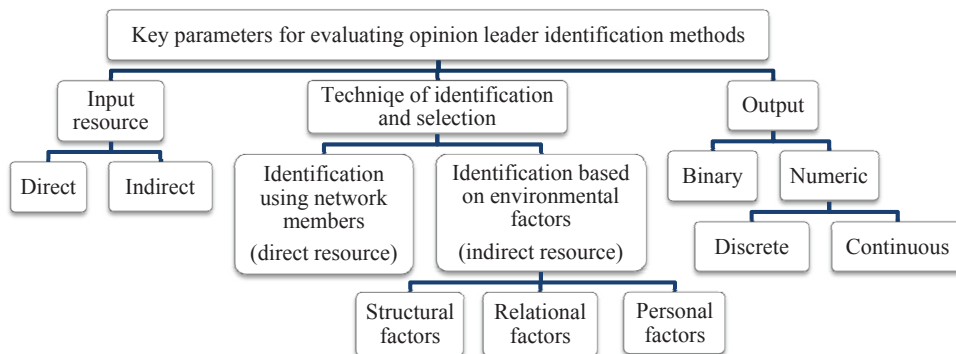 Key parameters for evaluating opinion leader identification methods
Input
resource
Techniqe of identification
and selection
Output
Direct
Indirect
Identification
using network
members
(direct resource)
Identification based
on environmental
factors
(indirect resource)
Binary
Numeric
Discrete
Continuous
Structural
factors
Relational
factors
Personal
factors